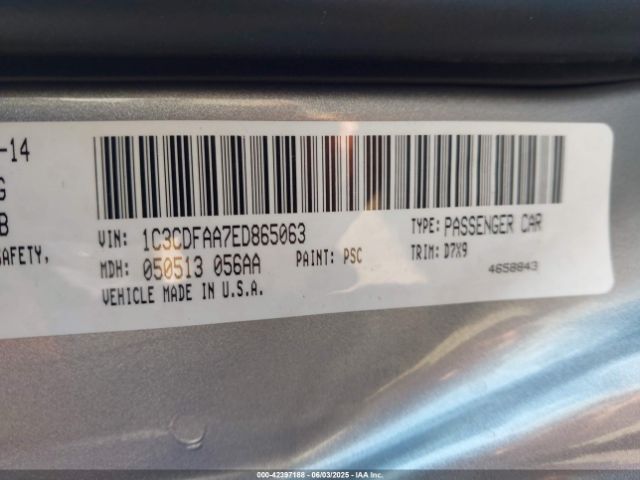 -14
G
B
SAFETY,
VIN: 1C3CDFAA7ED865063
TYPE: PASSENGER CAR
MDH: 050513 056AA
PAINT: PSC
TRIM: D7X9
VEHICLE MADE IN U.S.A.
4658843
000-42397188 - 06/03/2025 - IAA Inc.